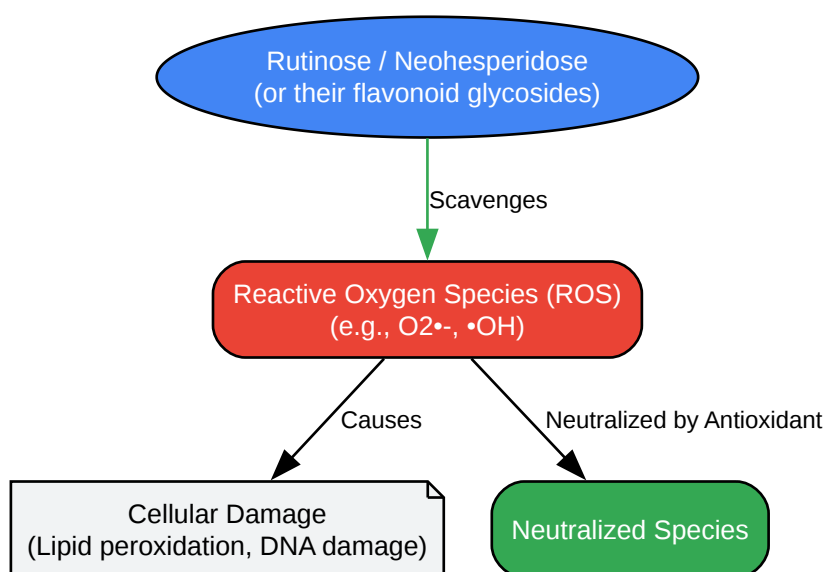 Rutinose / Neohesperidose
(or their flavonoid glycosides)
Scavenges
Reactive Oxygen Species (ROS)
(e.g., O2•-, •OH)
Causes
Neutralized by Antioxidant
Cellular Damage
(Lipid peroxidation, DNA damage)
Neutralized Species